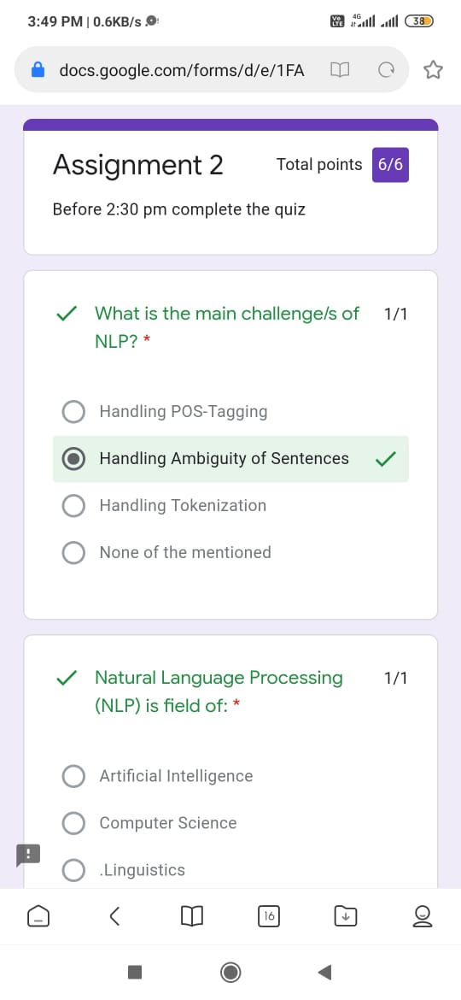 3:49 PM | 0.6KB/s
Vo LTE 4G 38
docs.google.com/forms/d/e/1FA
Assignment 2 Total points 6/6
Before 2:30 pm complete the quiz
What is the main challenge/s of 1/1
NLP? *
Handling POS-Tagging
Handling Ambiguity of Sentences
Handling Tokenization
None of the mentioned
Natural Language Processing 1/1
(NLP) is field of: *
Artificial Intelligence
Computer Science
.Linguistics
16